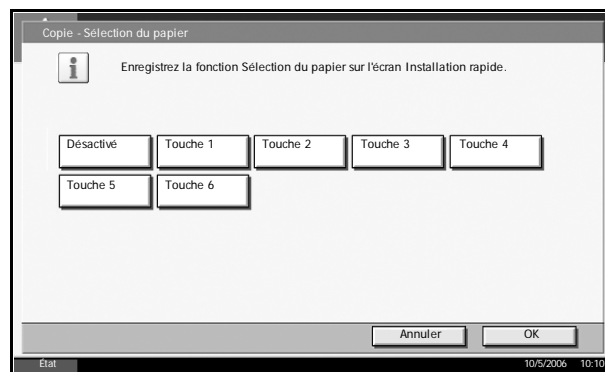 Copie - Sélection du papier
Enregistrez la fonction Sélection du papier sur l'écran Installation rapide.
Désactivé Touche 1 Touche 2 Touche 3 Touche 4
Touche 5 Touche 6
Annuler OK
État 10/5/2006 10:10